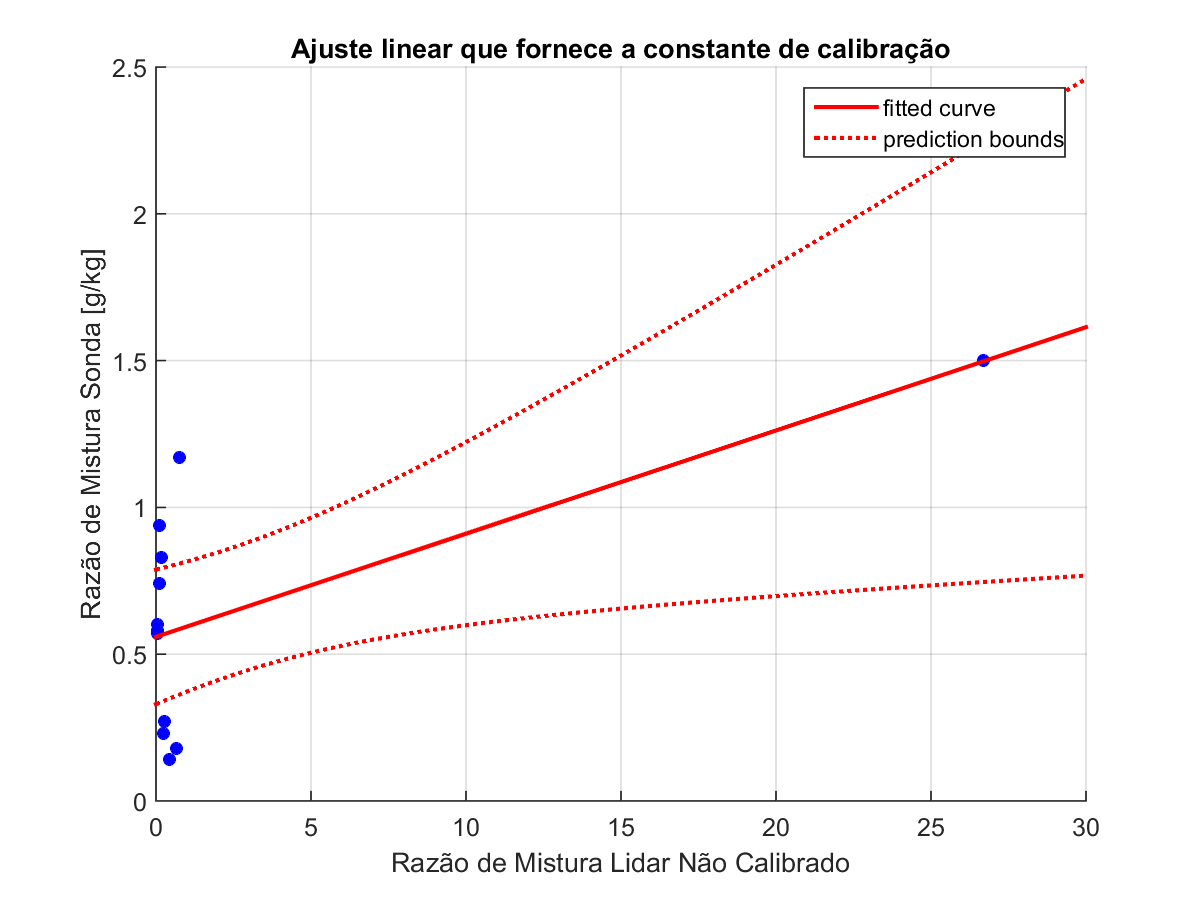 Ajuste linear que fornece a constante de calibração
2.5
2
1.5
1
0.5
0
fitted curve
prediction bounds
Razão de Mistura Sonda [g/kg]
0 5 10 15 20 25 30
Razão de Mistura Lidar Não Calibrado